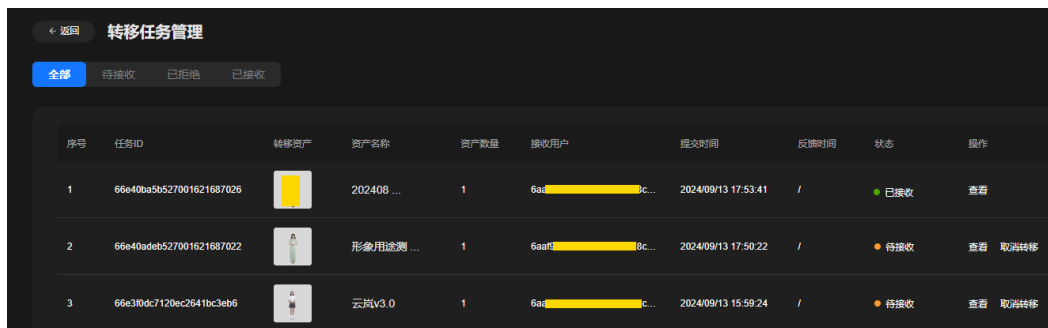 ← 返回 转移任务管理
全部 待接收 已拒绝 已接收
序号 任务ID 转移资产 资产名称 资产数量 接收用户 提交时间 反馈时间 状态 操作
1 66e40ba5b527001621687026 202408 ... 1 6aa 3c... 2024/09/13 17:53:41 / 已接收 查看
2 66e40adeb527001621687022 形象用途测 ... 1 6aaf9 8c... 2024/09/13 17:50:22 / 待接收 查看 取消转移
3 66e3f0dc7120ec2641bc3eb6 云岚v3.0 1 6aa c... 2024/09/13 15:59:24 / 待接收 查看 取消转移